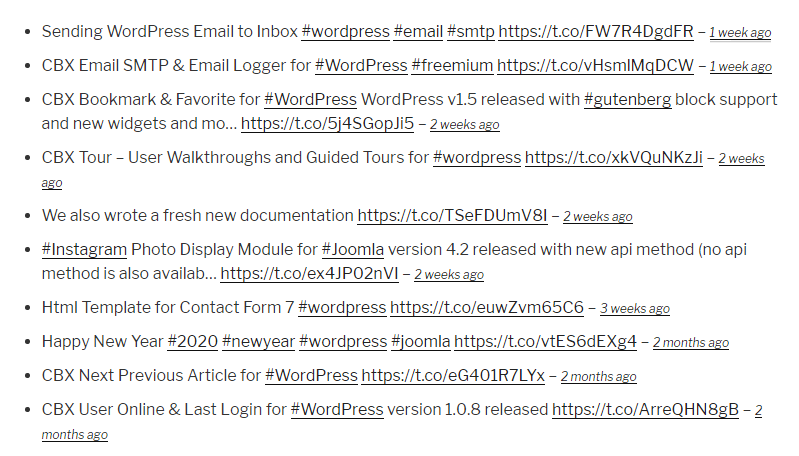 Sending WordPress Email to Inbox #wordpress #email #smtp https://t.co/FW7R4DgdFR – 1 week ago
CBX Email SMTP & Email Logger for #WordPress #freemium https://t.co/vHsmlMqDCW – 1 week ago
CBX Bookmark & Favorite for #WordPress WordPress v1.5 released with #gutenberg block support
and new widgets and mo… https://t.co/5j4SGopJi5 – 2 weeks ago
CBX Tour – User Walkthroughs and Guided Tours for #wordpress https://t.co/xkVQuNKzJi – 2 weeks
ago
We also wrote a fresh new documentation https://t.co/TSeFDUmV8I – 2 weeks ago
#Instagram Photo Display Module for #Joomla version 4.2 released with new api method (no api
method is also availab… https://t.co/ex4JP02nVI – 2 weeks ago
Html Template for Contact Form 7 #wordpress https://t.co/euwZvm65C6 – 3 weeks ago
Happy New Year #2020 #newyear #wordpress #joomla https://t.co/vtES6dEXg4 – 2 months ago
CBX Next Previous Article for #WordPress https://t.co/eG401R7LYx – 2 months ago
CBX User Online & Last Login for #WordPress version 1.0.8 released https://t.co/ArreQHN8gB – 2
months ago